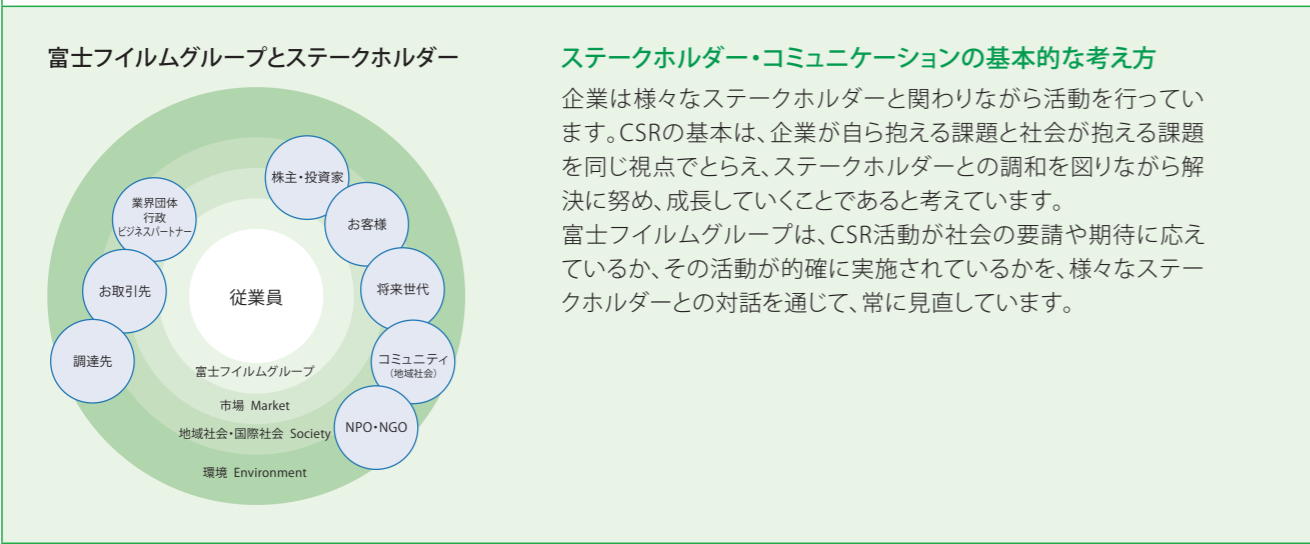 富士フイルムグループとステークホルダー
株主・投資家
業界団体
行政
ビジネスパートナー
お客様
お取引先
従業員
将来世代
調達先
コミュニティ
（地域社会）
富士フイルムグループ
市場 Market
NPO・NGO
地域社会・国際社会 Society
環境 Environment
ステークホルダー・コミュニケーションの基本的な考え方
企業は様々なステークホルダーと関わりながら活動を行ってい
ます。CSRの基本は、企業が自ら抱える課題と社会が抱える課題
を同じ視点でとらえ、ステークホルダーとの調和を図りながら解
決に努め、成長していくことであると考えています。
富士フイルムグループは、CSR活動が社会の要請や期待に応え
ているか、その活動が的確に実施されているかを、様々なステー
クホルダーとの対話を通じて、常に見直しています。